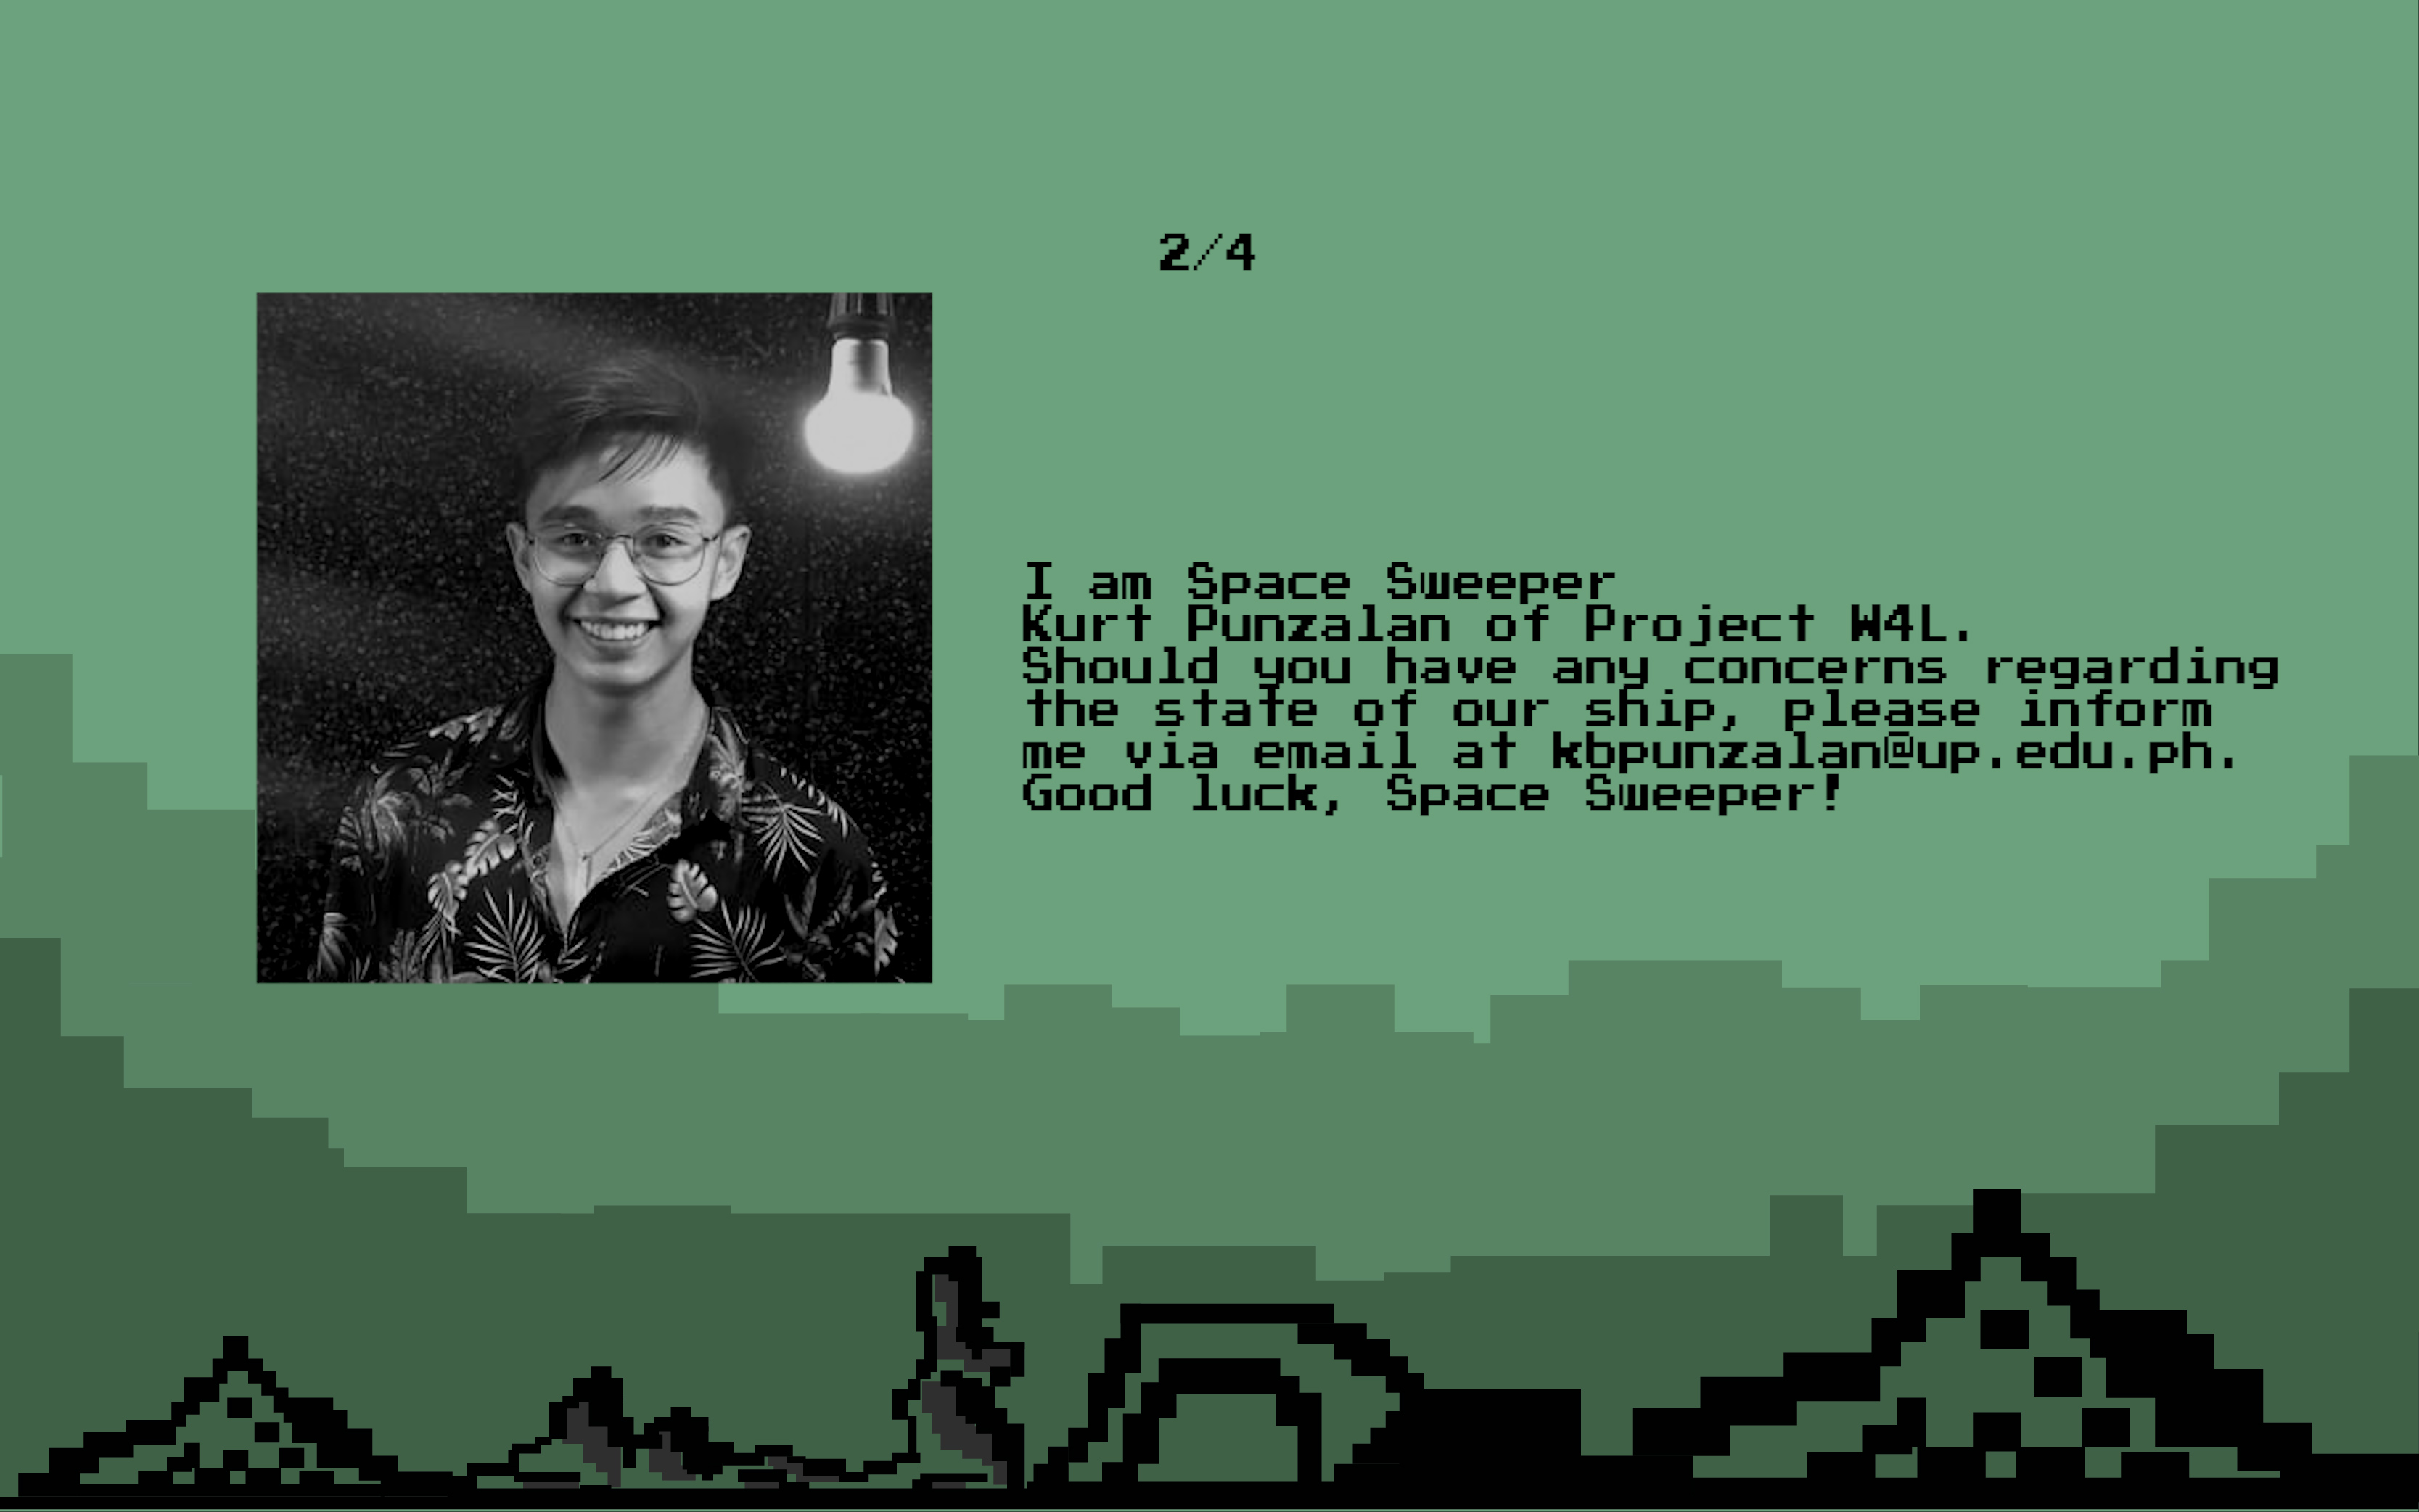 2/4
I am Space Sweeper
Kurt Punzalan of Project W4L.
Should you have any concerns regarding
the state of our ship, please inform
me via email at kbpunzalan@up.edu.ph.
Good luck, Space Sweeper!